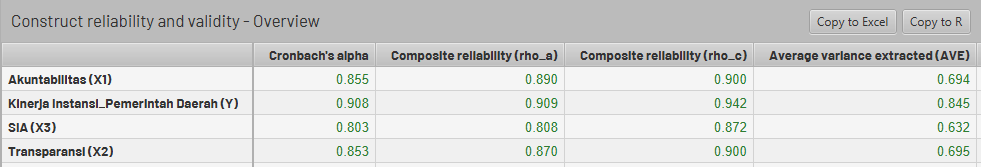 Construct reliability and validity - Overview Copy to Excel Copy to R
Cronbach's alpha Composite reliability (rho_a) Composite reliability (rho_c) Average variance extracted (AVE)
Akuntabilitas (X1) 0.855 0.890 0.900 0.694
Kinerja Instansi_Pemerintah Daerah (Y) 0.908 0.909 0.942 0.845
SIA (X3) 0.803 0.808 0.872 0.632
Transparansi (X2) 0.853 0.870 0.900 0.695